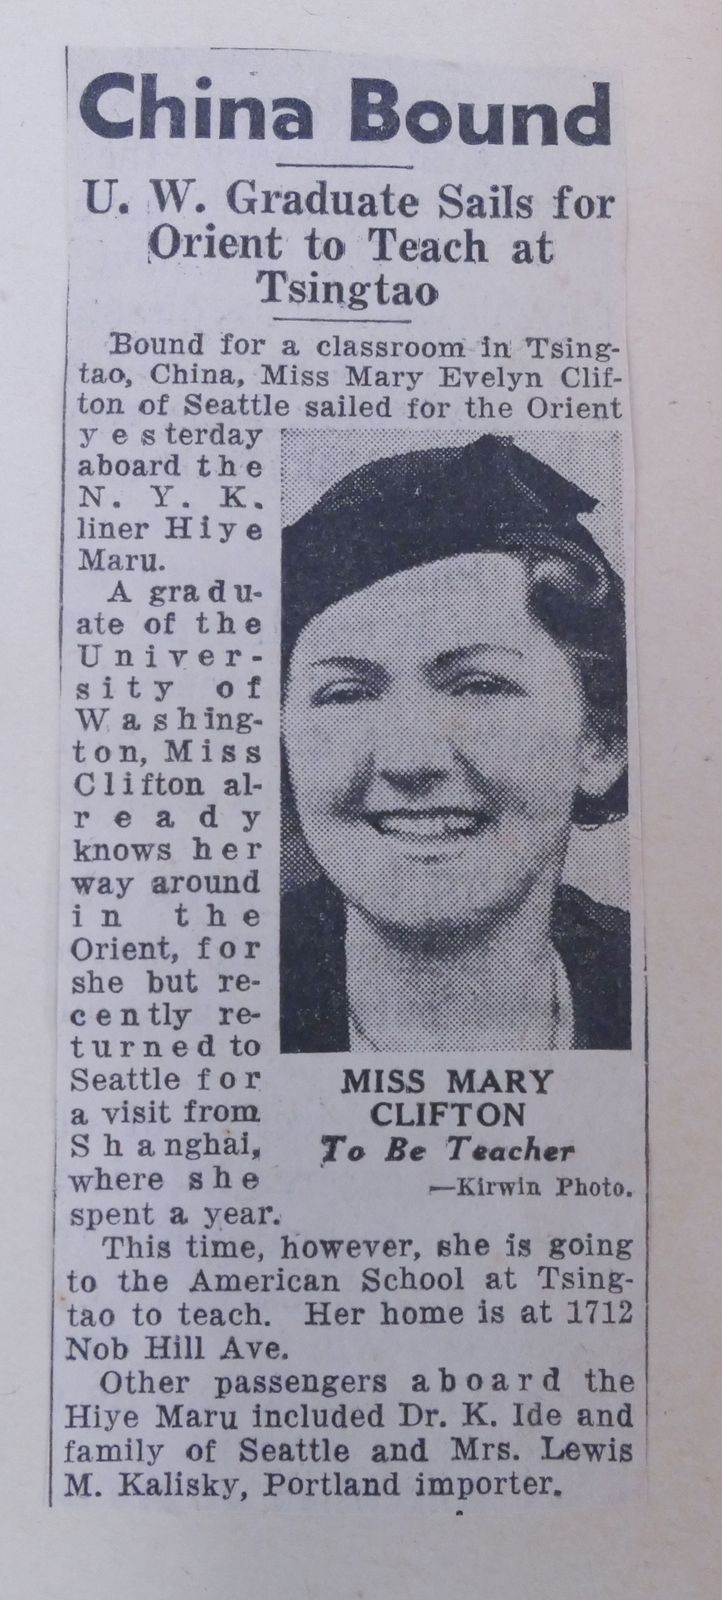 China Bound
U. W. Graduate Sails for
Orient to Teach at
Tsingtao
Bound for a classroom in Tsing-
tao, China, Miss Mary Evelyn Clif-
ton of Seattle sailed for the Orient
yesterday
aboard the
N. Y. K.
liner Hiye
Maru.
A gradu-
ate of the
Univer-
sity of
Washing-
ton, Miss
Clifton al-
ready
knows her
way around
in the
Orient, for
she but re-
cently re-
turned to
Seattle for
a visit from
Shanghai,
where she
spent a year.
MISS MARY
CLIFTON
To Be Teacher
—Kirwin Photo.
This time, however, she is going
to the American School at Tsing-
tao to teach. Her home is at 1712
Nob Hill Ave.
Other passengers aboard the
Hiye Maru included Dr. K. Ide and
family of Seattle and Mrs. Lewis
M. Kalisky, Portland importer.